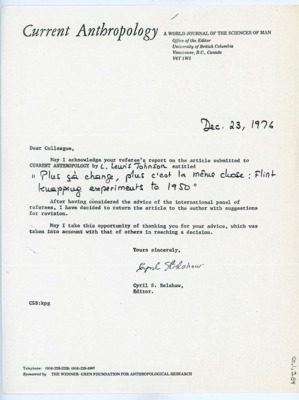 Current Anthropology
A WORLD JOURNAL OF THE SCIENCES OF MAN
Office of the Editor
University of British Columbia
Vancouver, B.C., Canada
V6T 1W5
Dec. 23, 1976
Dear Colleague,
May I acknowledge your referee's report on the article submitted to
CURRENT ANTHROPOLOGY by L. Lewis Johnson entitled
"Plus ça change, plus c'est la même chose: Flint
knapping experiments to 1950"
After having considered the advice of the international panel of
referees, I have decided to return the article to the author with suggestions
for revision.
May I take this opportunity of thanking you for your advice, which was
taken into account with that of others in reaching a decision.
Yours sincerely,
Cyril S Belshaw
Cyril S. Belshaw,
Editor.
CSB:kpg
Sponsored by THE WENNER-GREN FOUNDATION FOR ANTHROPOLOGICAL RESEARCH